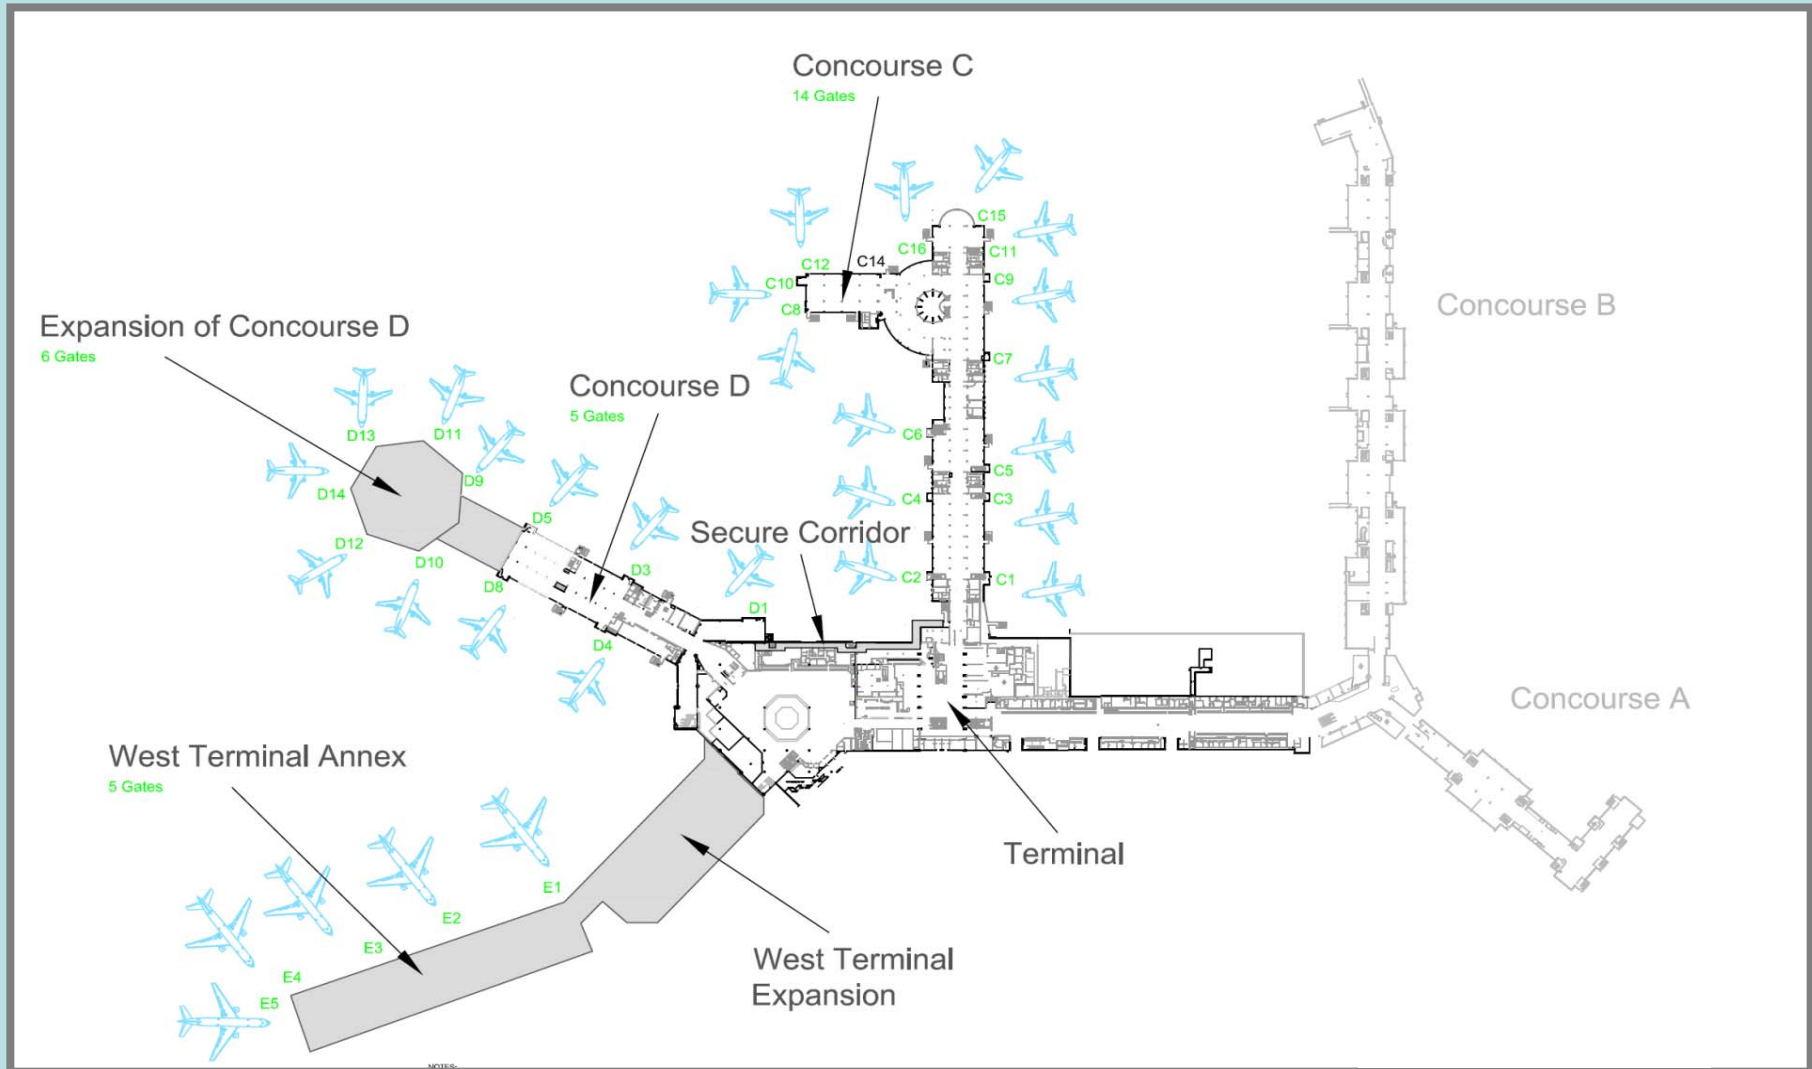 Concourse C
14 Gates
C15
C16
C11
C12
C14
C10
C9
C8
Concourse B
Expansion of Concourse D
6 Gates
C7
Concourse D
5 Gates
D13
D11
C6
D9
C5
D14
C4
C3
D5
Secure Corridor
D12
D10
D3
C2
C1
D8
D1
D4
Concourse A
West Terminal Annex
5 Gates
Terminal
E1
E2
E3
West Terminal
Expansion
E4
E5
NOTES: